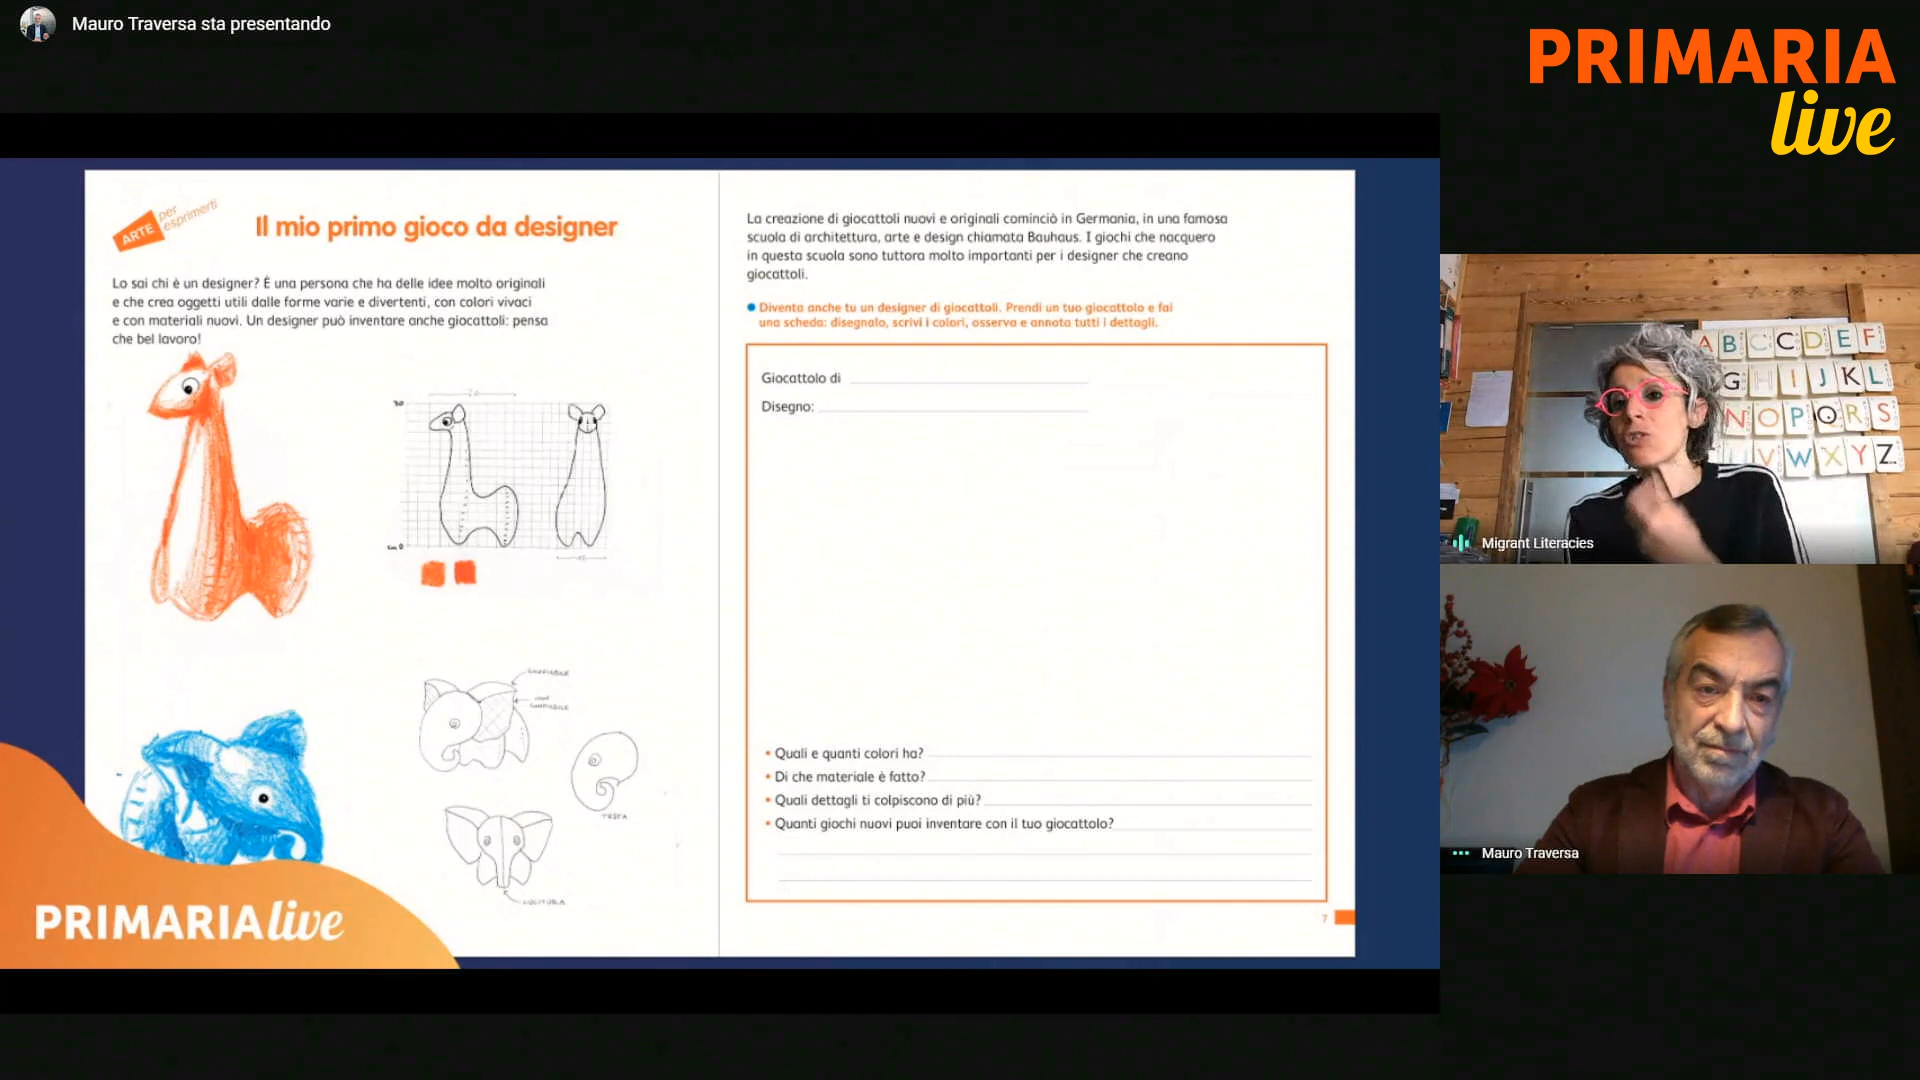 Mauro Traversa sta presentando
PRIMARIA
live
ARTE
per
esprimerti
Il mio primo gioco da designer
Lo sai chi è un designer? È una persona che ha delle idee molto originali
e che crea oggetti utili dalle forme varie e divertenti, con colori vivaci
e con materiali nuovi. Un designer può inventare anche giocattoli: pensa
che bel lavoro!
TESTA
CUCITURA
PRIMARIA live
La creazione di giocattoli nuovi e originali cominciò in Germania, in una famosa
scuola di architettura, arte e design chiamata Bauhaus. I giochi che nacquero
in questa scuola sono tuttora molto importanti per i designer che creano
giocattoli.
Diventa anche tu un designer di giocattoli. Prendi un tuo giocattolo e fai
una scheda: disegnalo, scrivi i colori, osserva e annota tutti i dettagli.
Giocattolo di
Disegno:
• Quali e quanti colori ha?
• Di che materiale è fatto?
• Quali dettagli ti colpiscono di più?
• Quanti giochi nuovi puoi inventare con il tuo giocattolo?
7
A B C C D E F
G H I J K L
N O P Q R S
U V W X Y Z
Migrant Literacies
Mauro Traversa